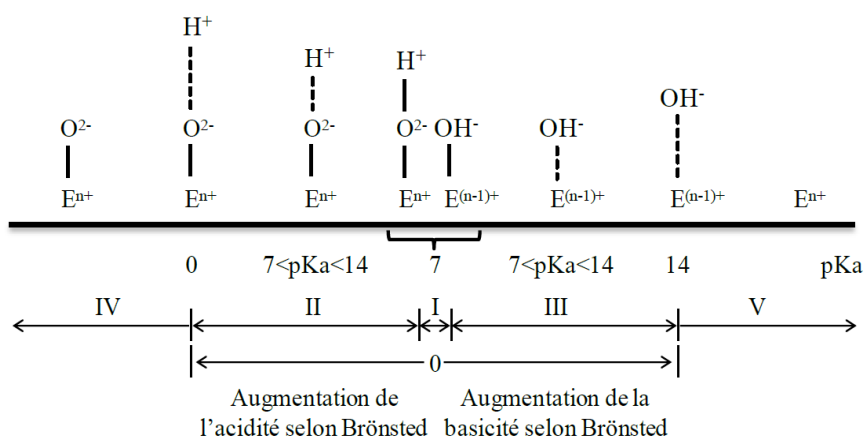 H⁺
H⁺ H⁺
OH⁻
O²⁻ O²⁻ O²⁻ O²⁻ OH⁻ OH⁻
Eⁿ⁺ Eⁿ⁺ Eⁿ⁺ Eⁿ⁺ E⁽ⁿ⁻¹⁾⁺ E⁽ⁿ⁻¹⁾⁺ E⁽ⁿ⁻¹⁾⁺ Eⁿ⁺
0 7<pKa<14 7 7<pKa<14 14 pKa
IV II I III V
0
Augmentation de Augmentation de la
l’acidité selon Brönsted basicité selon Brönsted